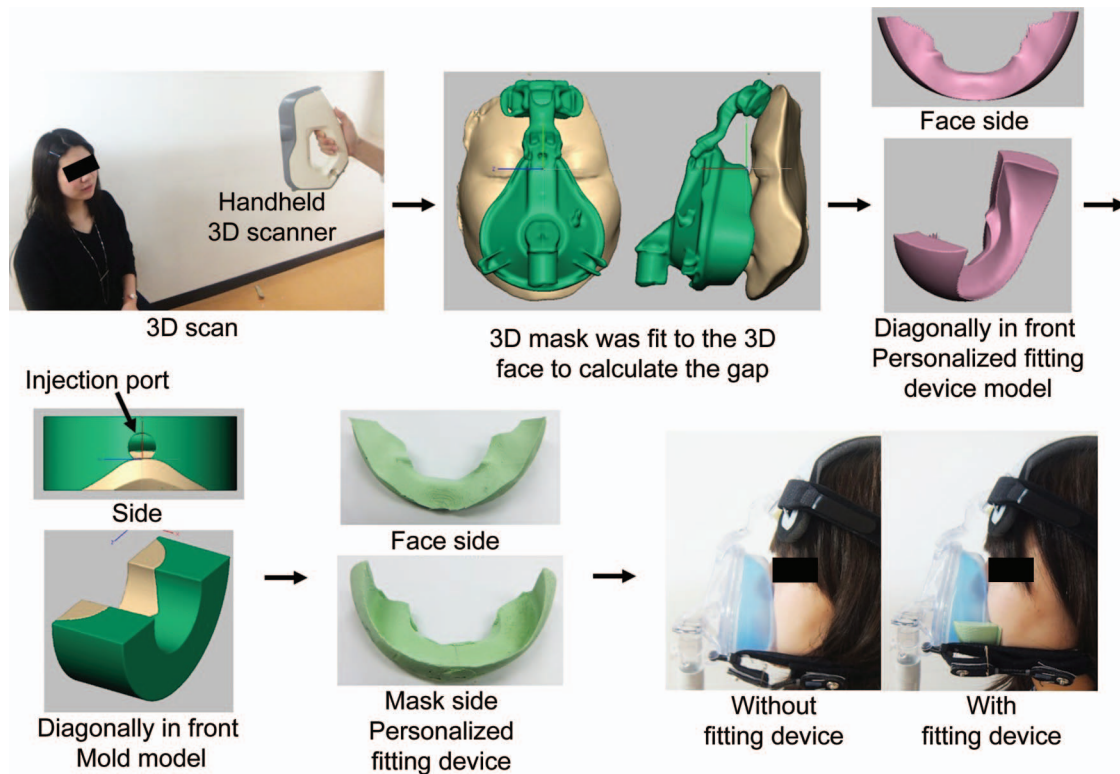 Handheld
3D scanner
3D scan
3D mask was fit to the 3D
face to calculate the gap
Face side
Diagonally in front
Personalized fitting
device model
Injection port
Side
Diagonally in front
Mold model
Face side
Mask side
Personalized
fitting device
Without
fitting device
With
fitting device